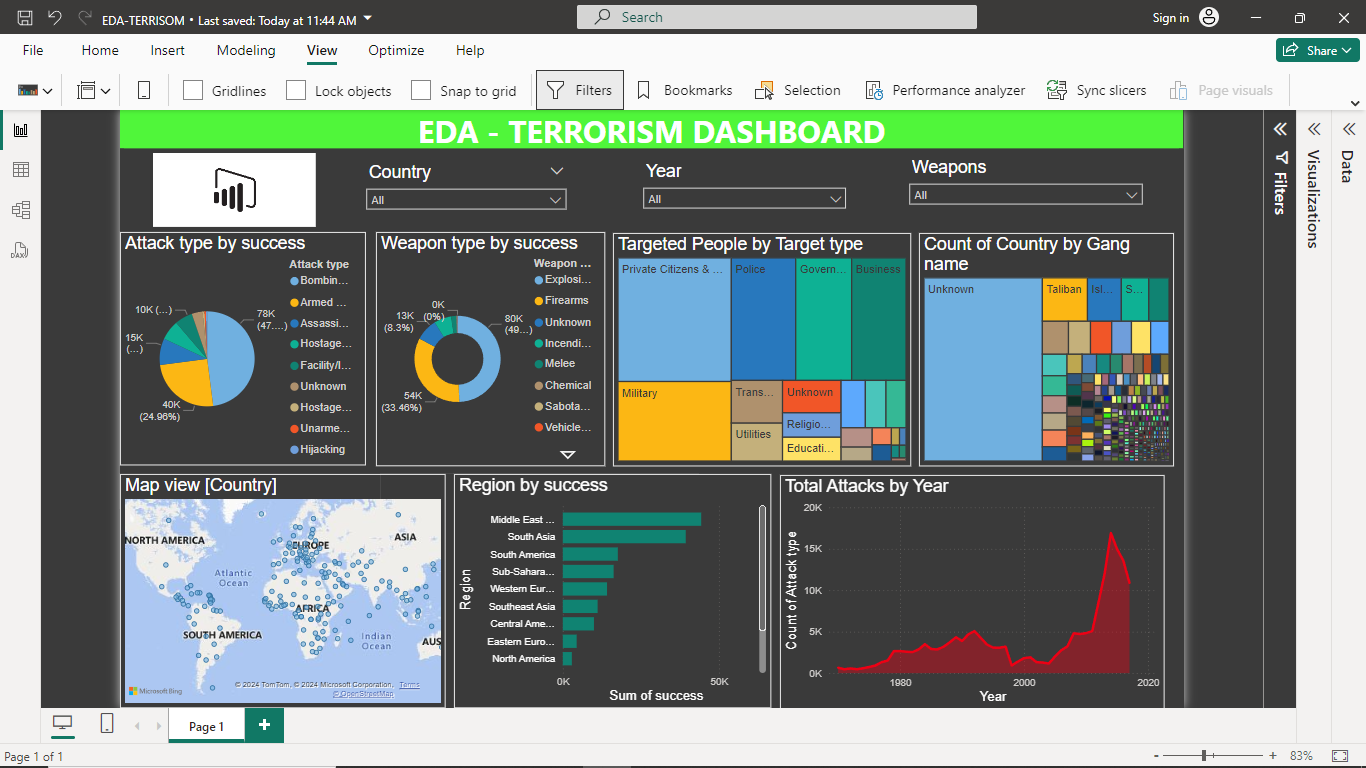 EDA-TERRISOM • Last saved: Today at 11:44 AM
Search
Sign in
File Home Insert Modeling View Optimize Help
Share
Gridlines Lock objects Snap to grid Filters Bookmarks Selection Performance analyzer Sync slicers Page visuals
EDA - TERRORISM DASHBOARD
Country
All
Year
All
Weapons
All
Filters
Visualizations
Data
DAX
Attack type by success
Attack type
Bombin...
Armed ...
Assassi...
Hostage...
Facility/I...
Unknown
Hostage...
Unarme...
Hijacking
78K
(47....)
40K
(24.96%)
15K
(...)
10K (...)
Weapon type by success
Weapon ...
Explosi...
Firearms
Unknown
Incendi...
Melee
Chemical
Sabota...
Vehicle...
80K
(49...)
54K
(33.46%)
13K
(8.3%)
0K
(0%)
Targeted People by Target type
Private Citizens & ...
Police
Govern...
Business
Military
Trans...
Utilities
Unknown
Religio...
Educati...
Count of Country by Gang
name
Unknown
Taliban
Isl...
S...
Map view [Country]
NORTH AMERICA
EUROPE
ASIA
Atlantic
Ocean
AFRICA
SOUTH AMERICA
Indian
Ocean
AUS
Microsoft Bing
© 2024 TomTom, © 2024 Microsoft Corporation, Terms
© OpenStreetMap
Region by success
Region
Middle East ...
South Asia
South America
Sub-Sahara...
Western Eur...
Southeast Asia
Central Ame...
Eastern Euro...
North America
0K 50K
Sum of success
Total Attacks by Year
Count of Attack type
20K
15K
10K
5K
0K
1980 2000 2020
Year
Page 1
+
Page 1 of 1
- + 83%